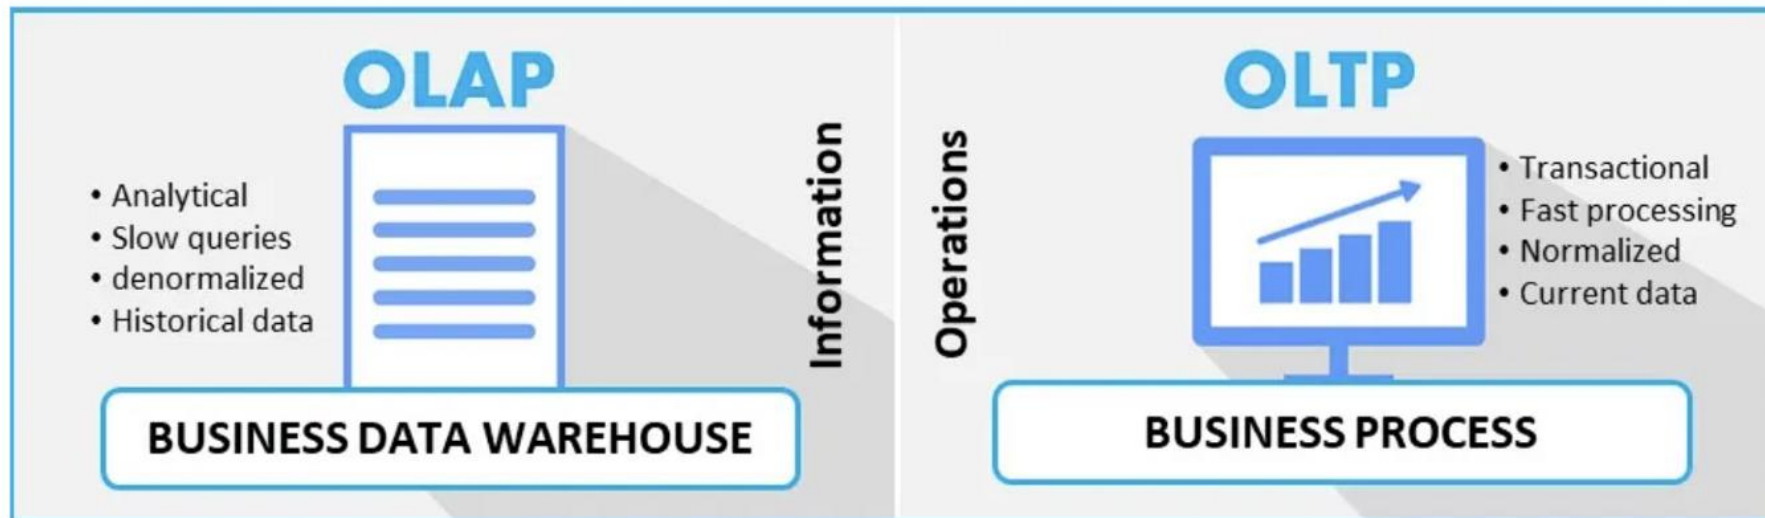 OLAP
• Analytical
• Slow queries
• denormalized
• Historical data
Information
BUSINESS DATA WAREHOUSE
OLTP
Operations
• Transactional
• Fast processing
• Normalized
• Current data
BUSINESS PROCESS